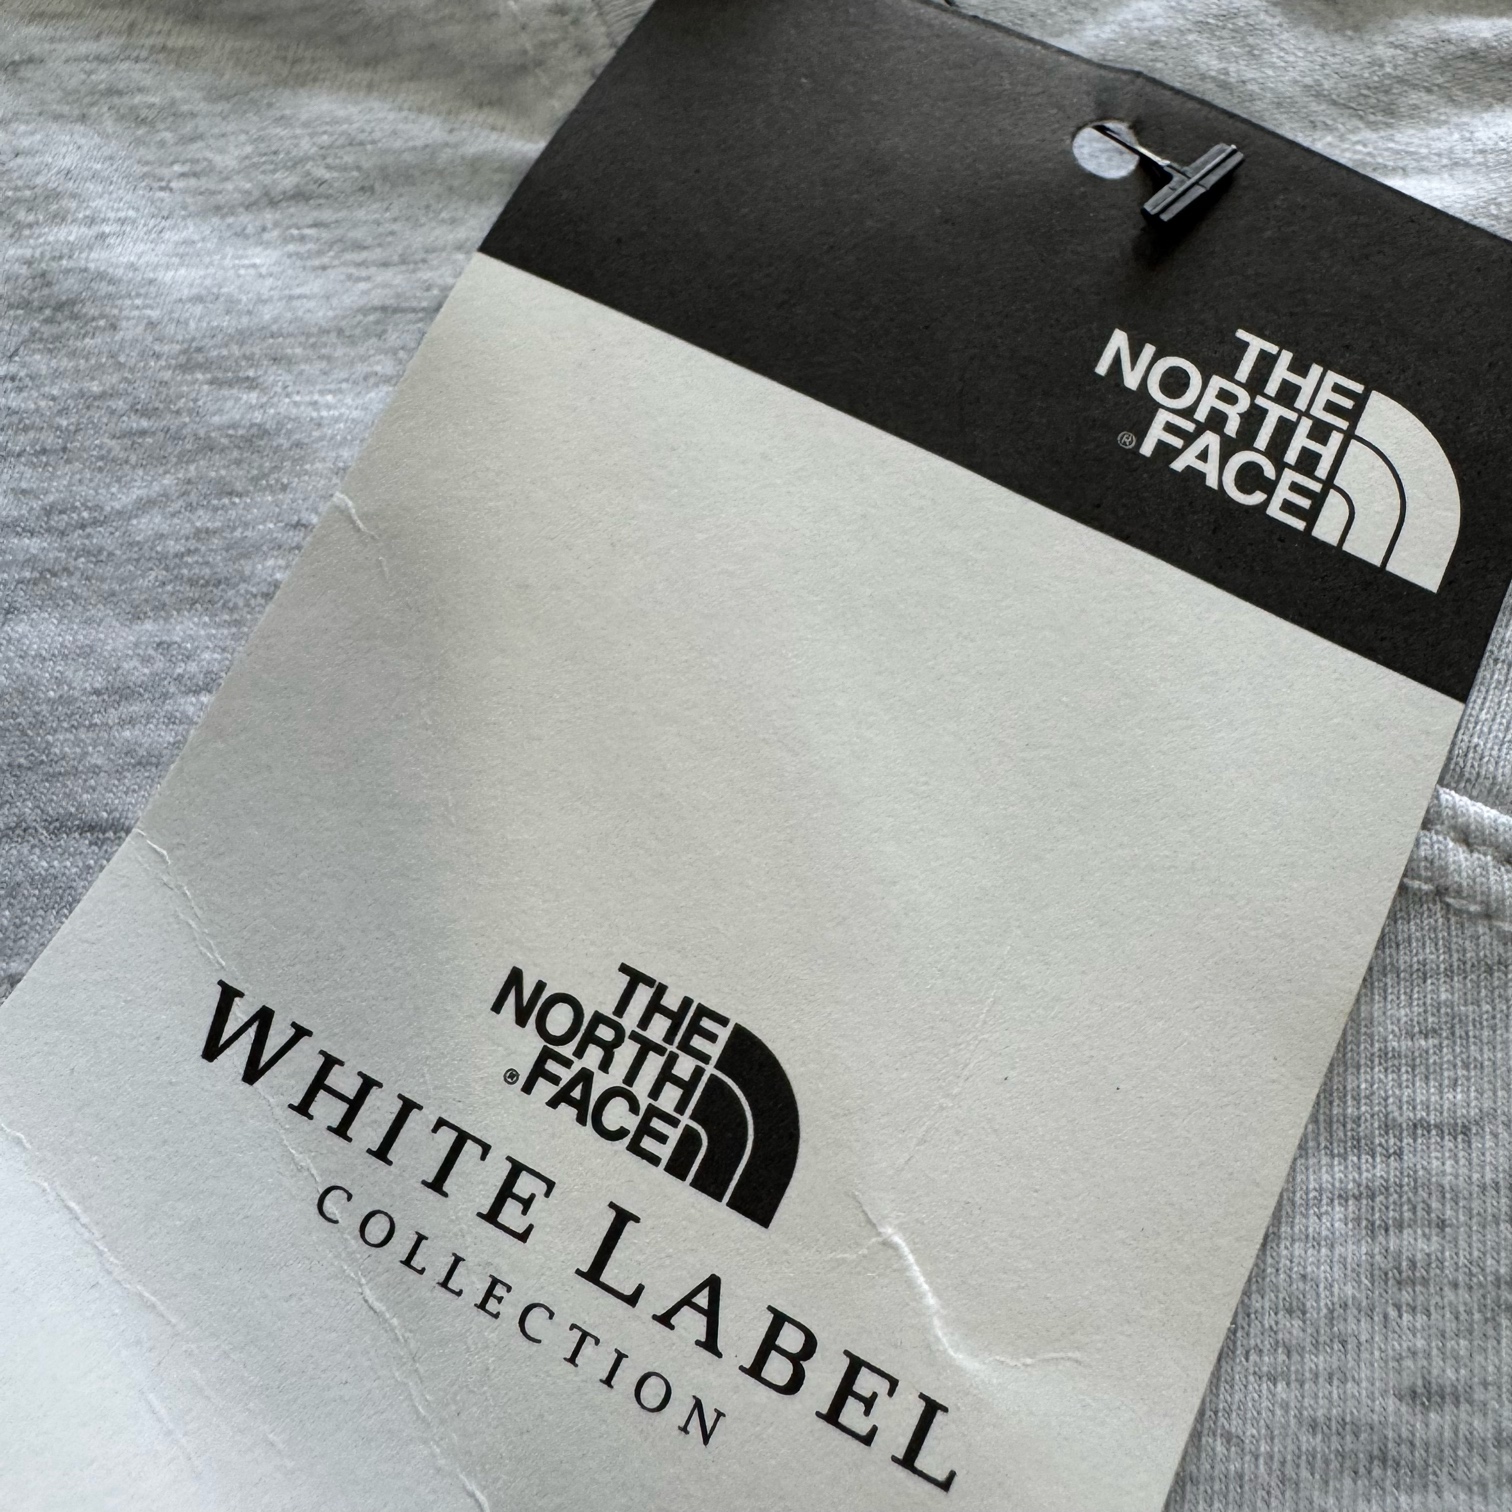 THE
NORTH
® FACE
THE
NORTH
® FACE
WHITE LABEL
COLLECTION